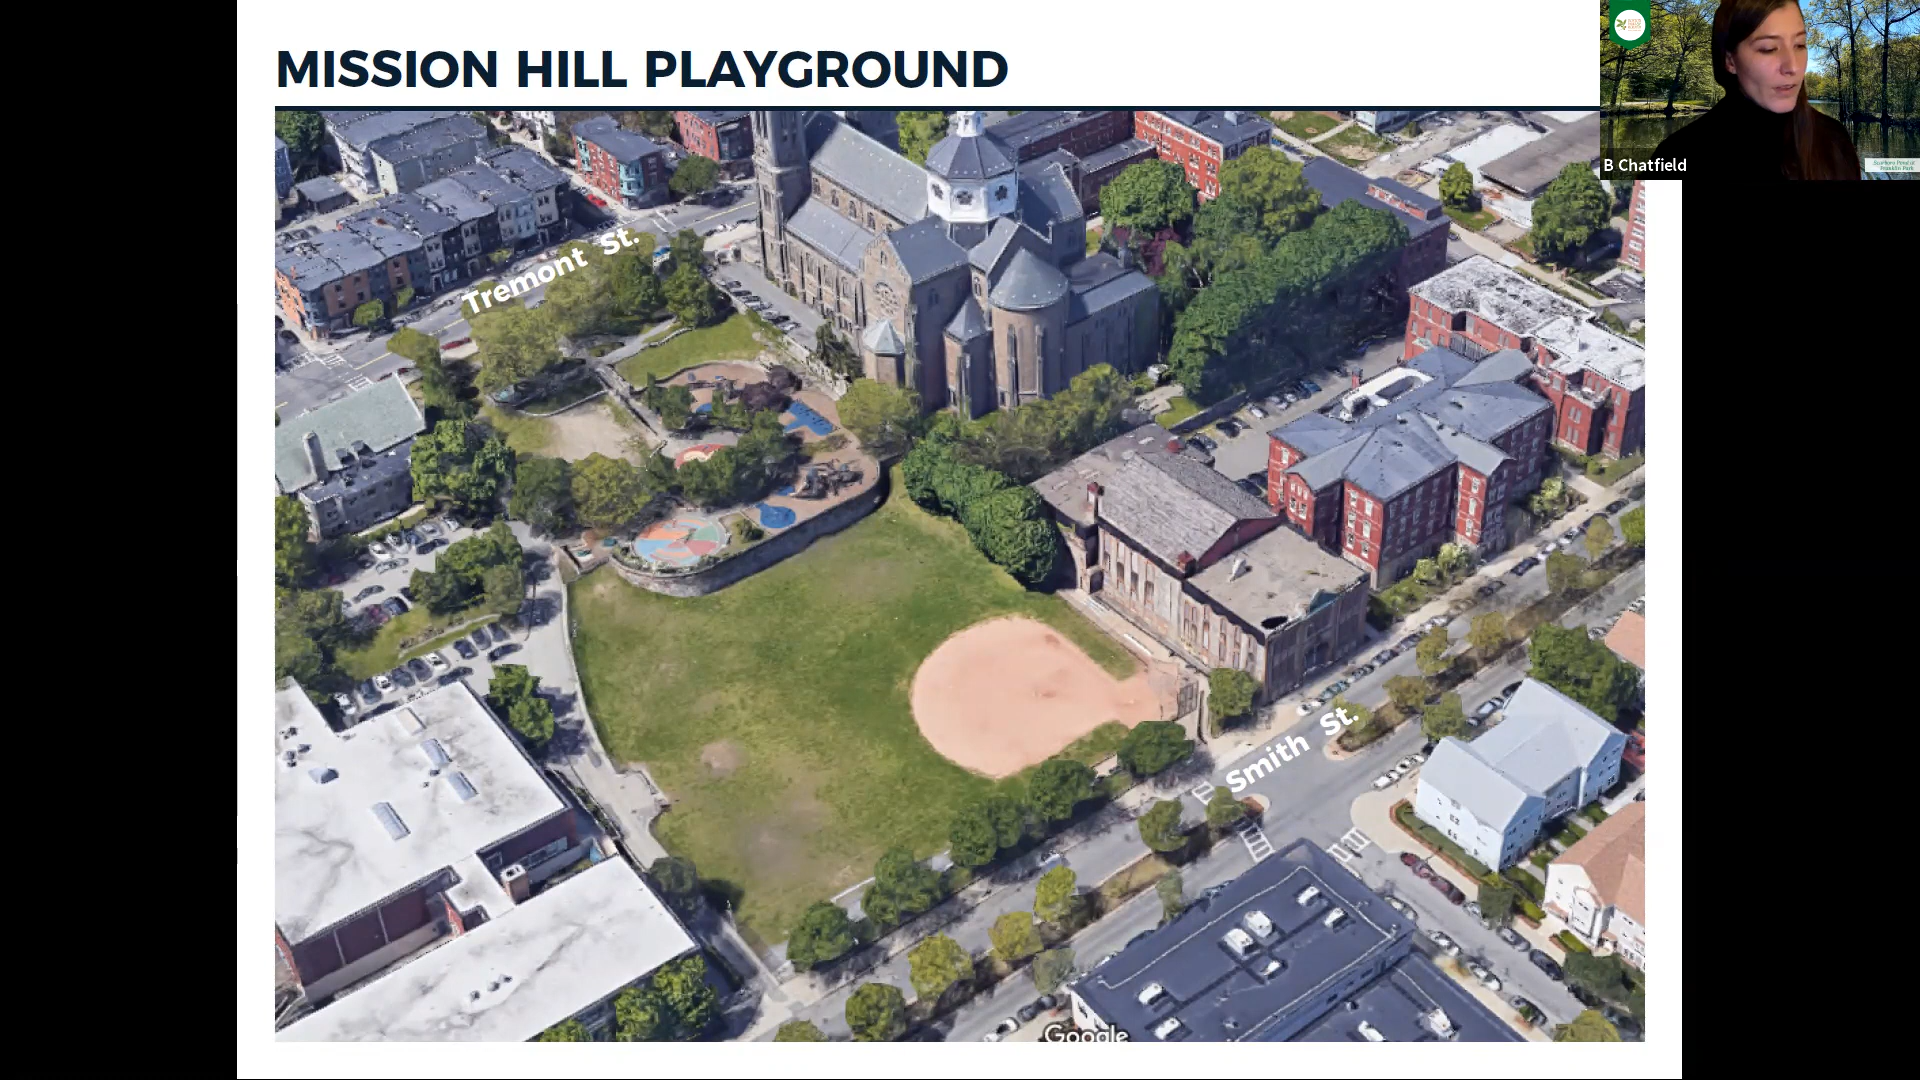 MISSION HILL PLAYGROUND
B Chatfield
Tremont St.
Smith St.
Google